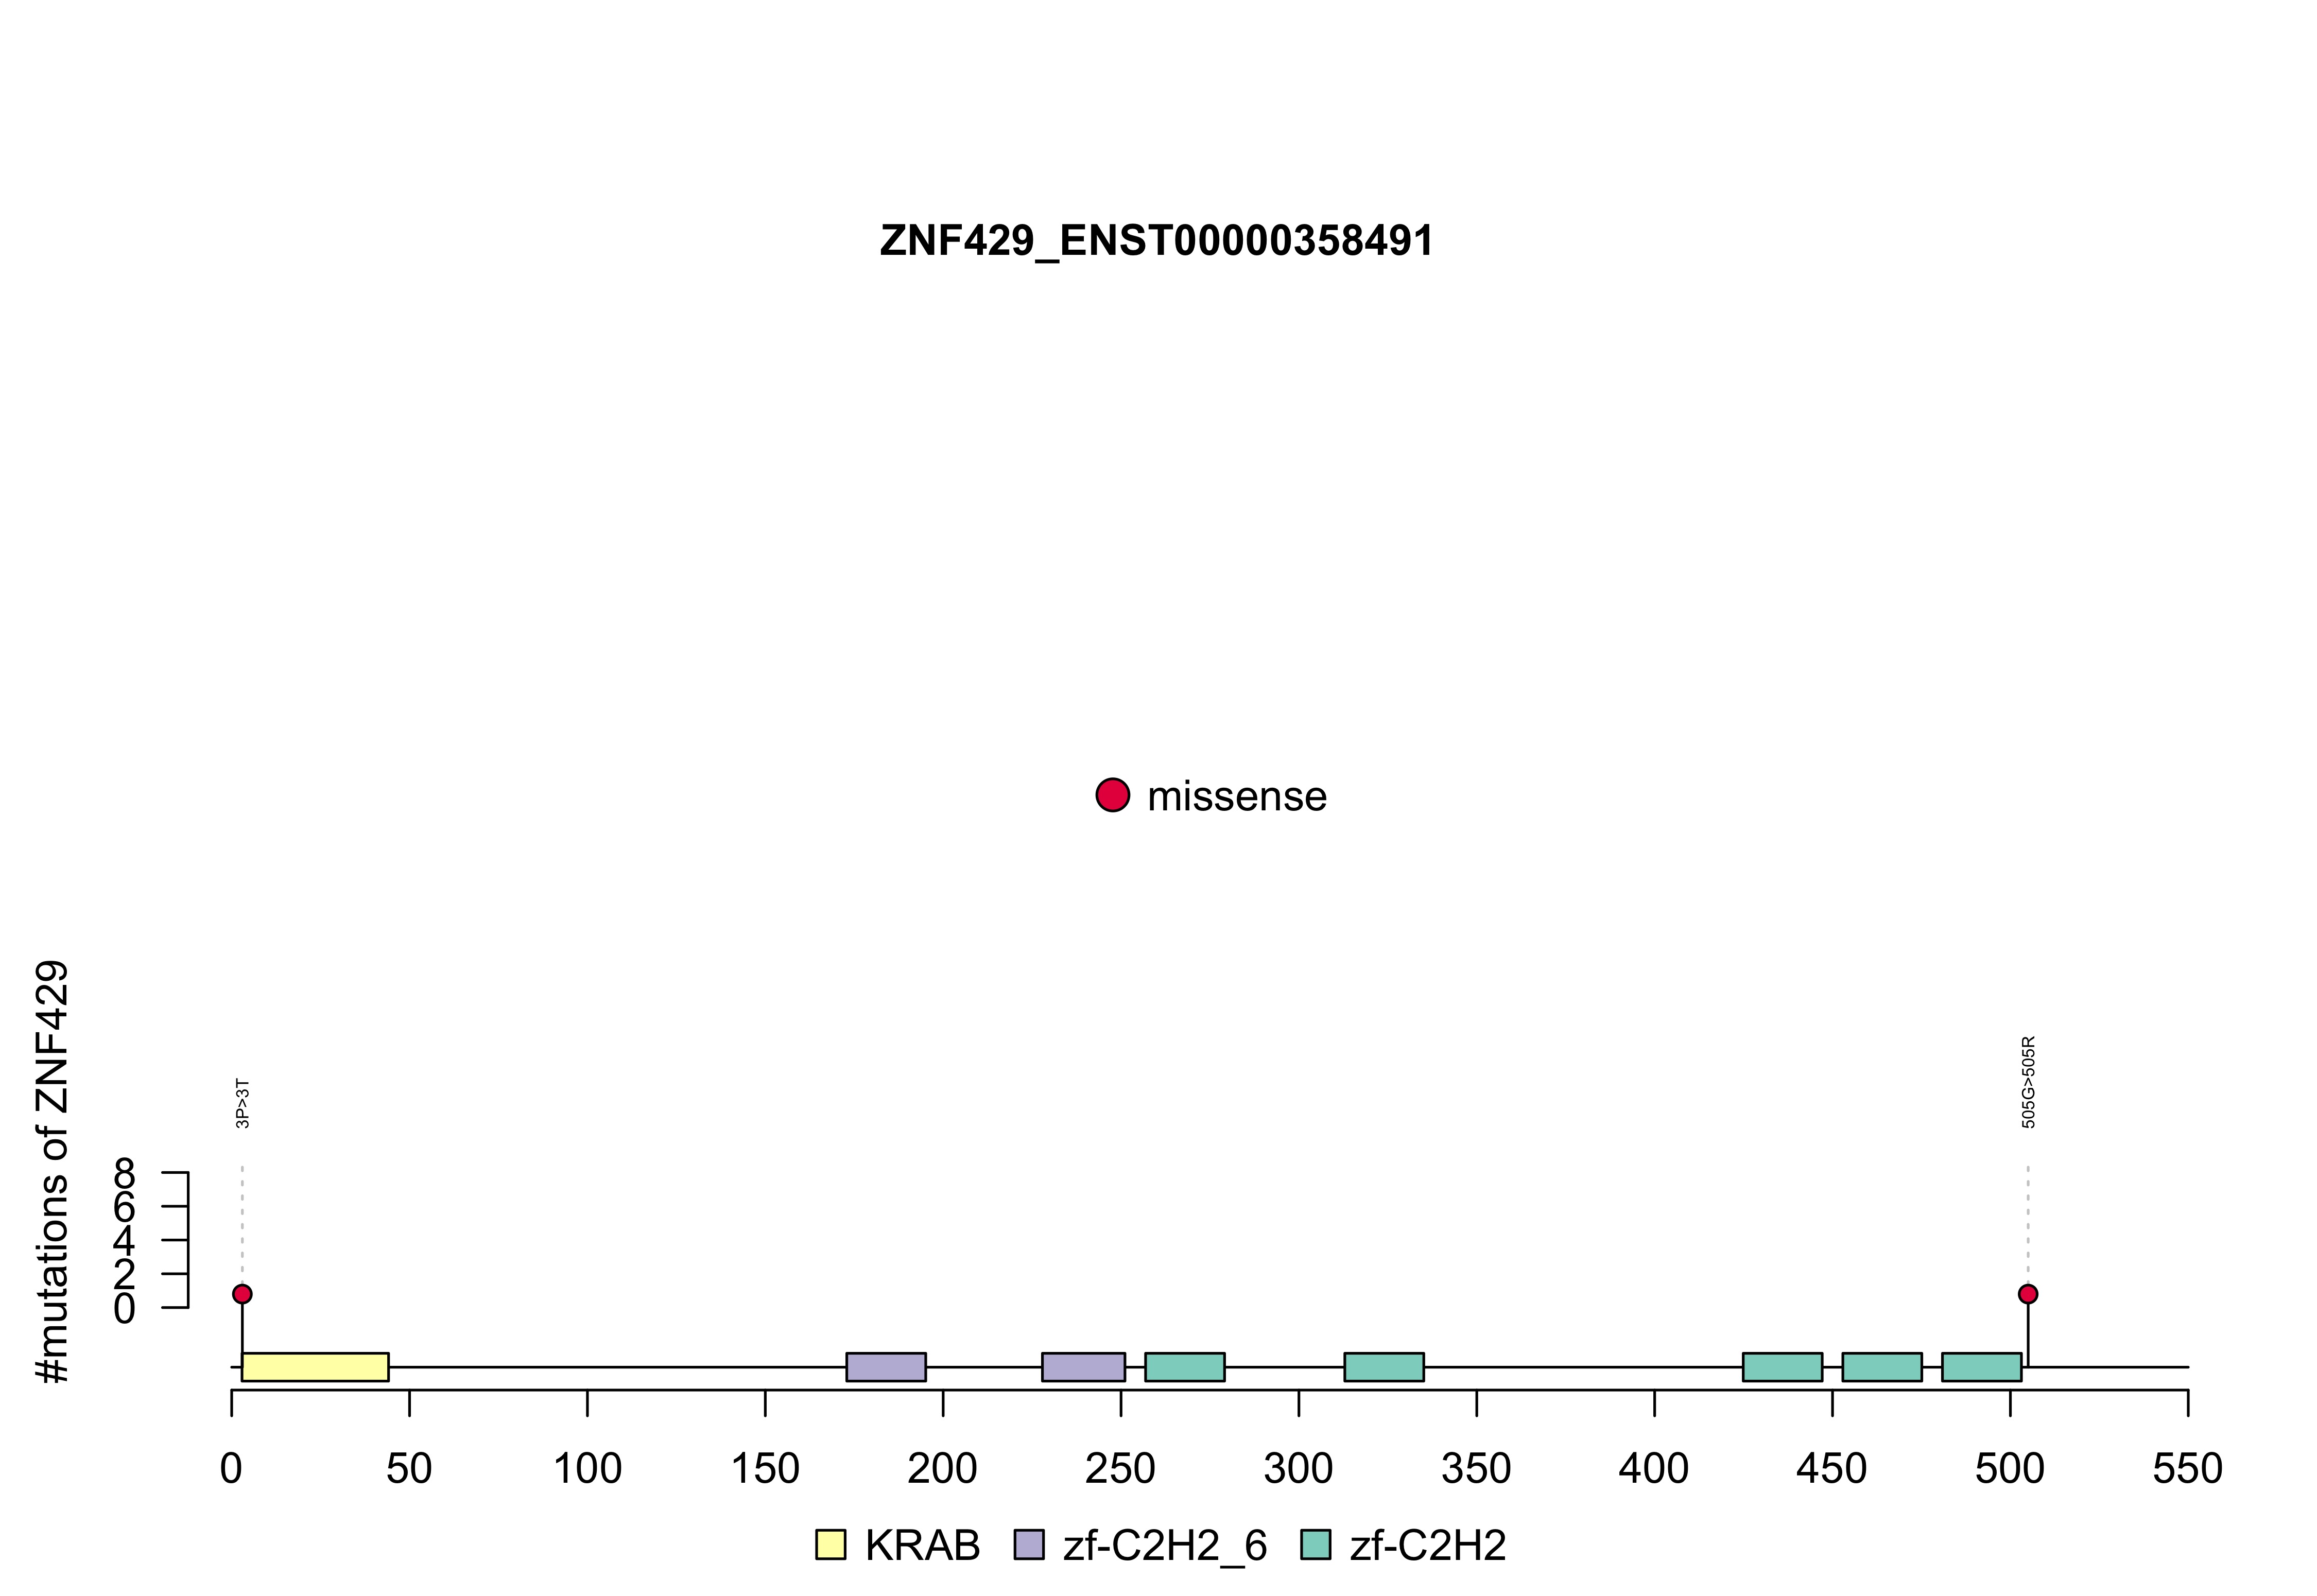 ZNF429_ENST00000358491
missense
#mutations of ZNF429
3P>3T
505G>505R
8
6
4
2
0
0 50 100 150 200 250 300 350 400 450 500 550
KRAB zf-C2H2_6 zf-C2H2